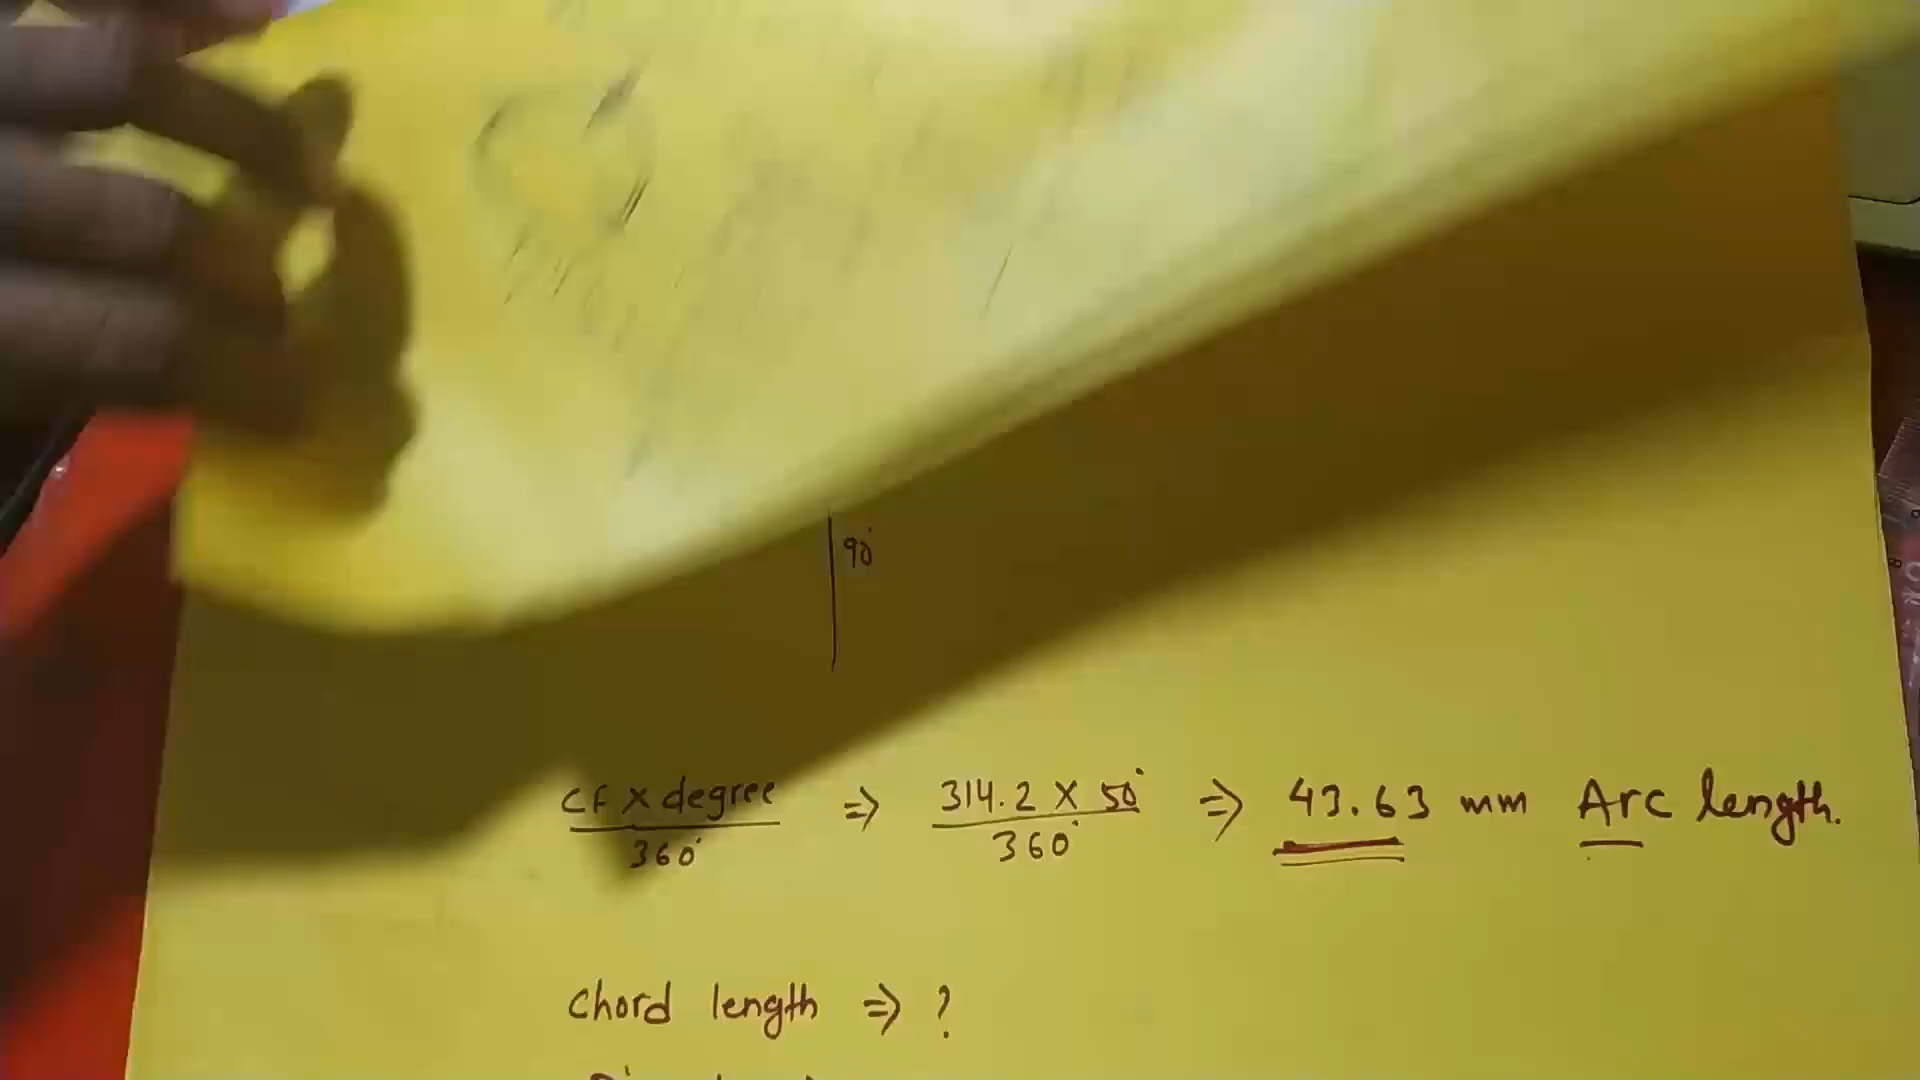 90°
CF X degree / 360° => 314.2 X 50° / 360° => 43.63 mm Arc length.
Chord length => ?